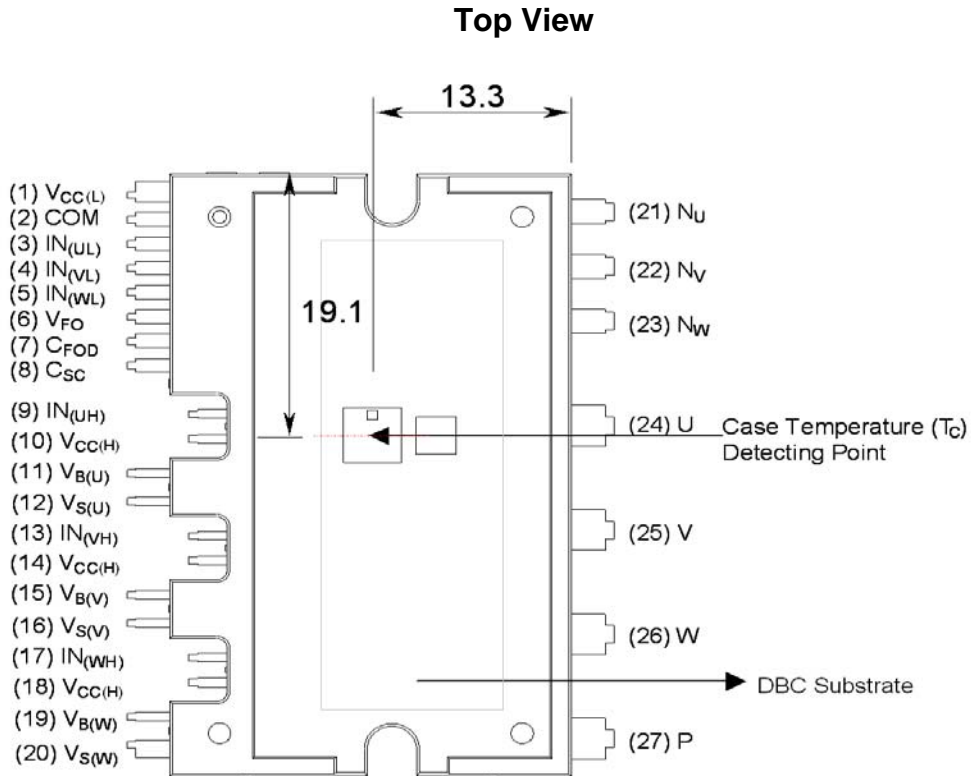 Top View
13.3
19.1
(1) VCC(L)
(2) COM
(3) IN(UL)
(4) IN(VL)
(5) IN(WL)
(6) VFO
(7) CFOD
(8) CSC
(9) IN(UH)
(10) VCC(H)
(11) VB(U)
(12) VS(U)
(13) IN(VH)
(14) VCC(H)
(15) VB(V)
(16) VS(V)
(17) IN(WH)
(18) VCC(H)
(19) VB(W)
(20) VS(W)
(21) NU
(22) NV
(23) NW
(24) U
Case Temperature (TC)
Detecting Point
(25) V
(26) W
DBC Substrate
(27) P